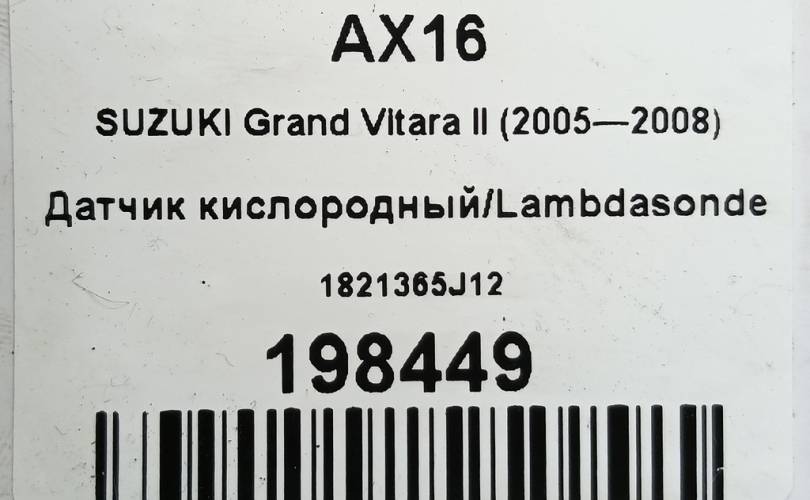 AX16
SUZUKI Grand Vitara II (2005—2008)
Датчик кислородный/Lambdasonde
1821365J12
198449